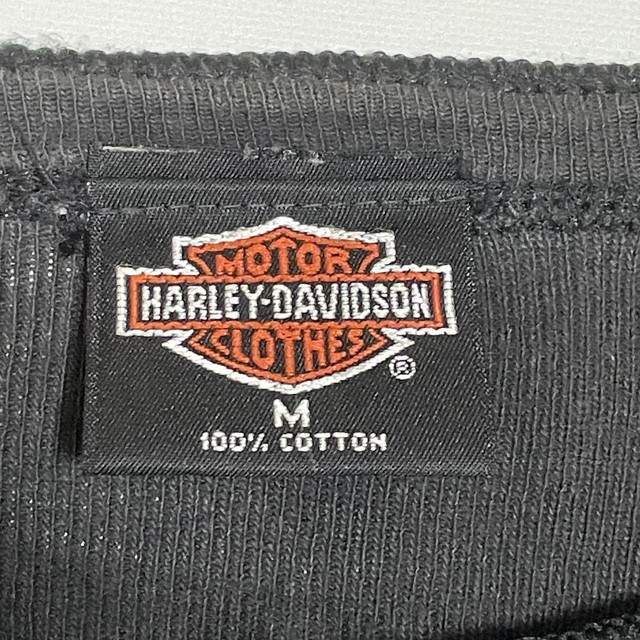 MOTOR
HARLEY-DAVIDSON
CLOTHES
®
M
100% COTTON